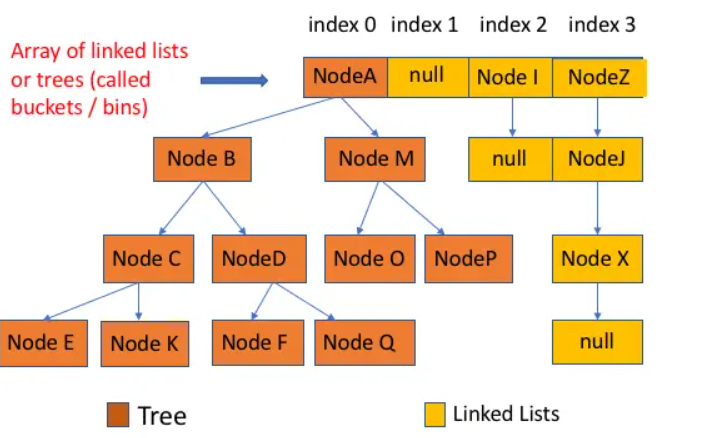 index 0 index 1 index 2 index 3
Array of linked lists
or trees (called
buckets / bins)
NodeA null Node I NodeZ
Node B Node M null NodeJ
Node C NodeD Node O NodeP Node X
Node E Node K Node F Node Q null
Tree Linked Lists